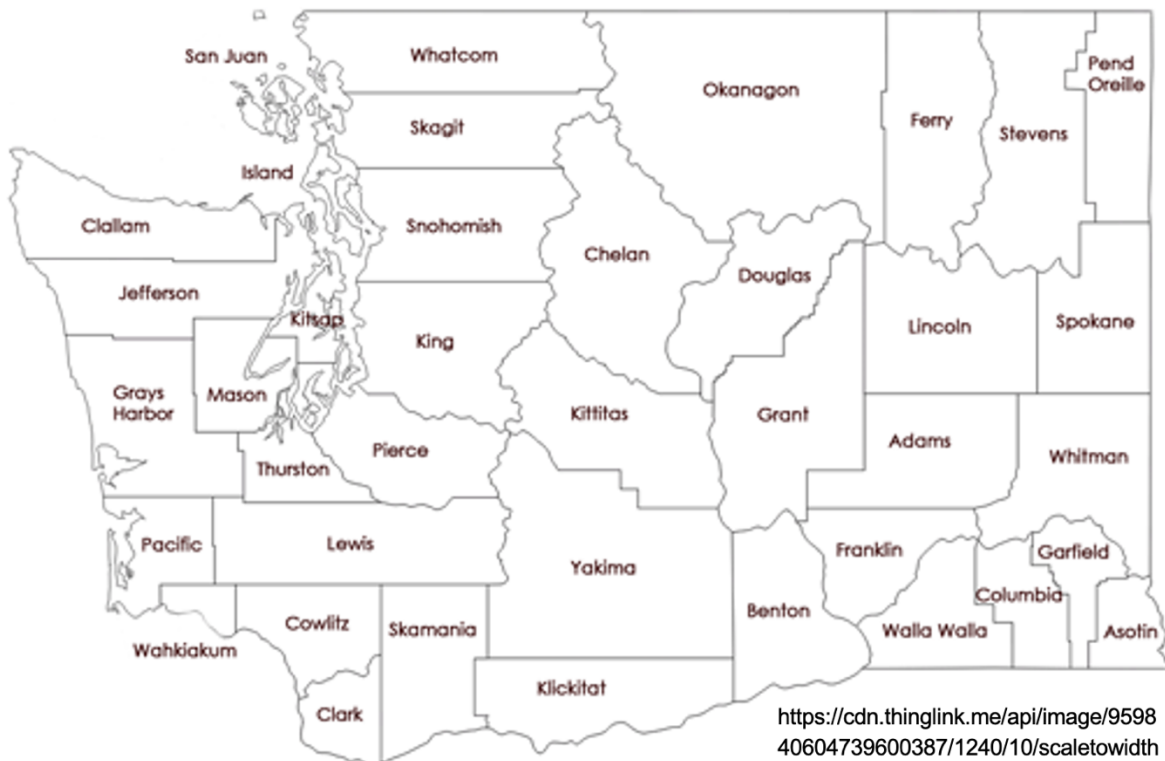 San Juan
Whatcom
Okanagon
Pend
Oreille
Ferry
Stevens
Skagit
Island
Clallam
Snohomish
Chelan
Douglas
Jefferson
Kitsap
King
Lincoln
Spokane
Grays
Harbor
Mason
Kittitas
Grant
Adams
Whitman
Thurston
Pierce
Pacific
Lewis
Yakima
Franklin
Garfield
Columbia
Benton
Cowlitz
Skamania
Walla Walla
Asotin
Wahkiakum
Klickitat
Clark
https://cdn.thinglink.me/api/image/9598
40604739600387/1240/10/scaletowidth